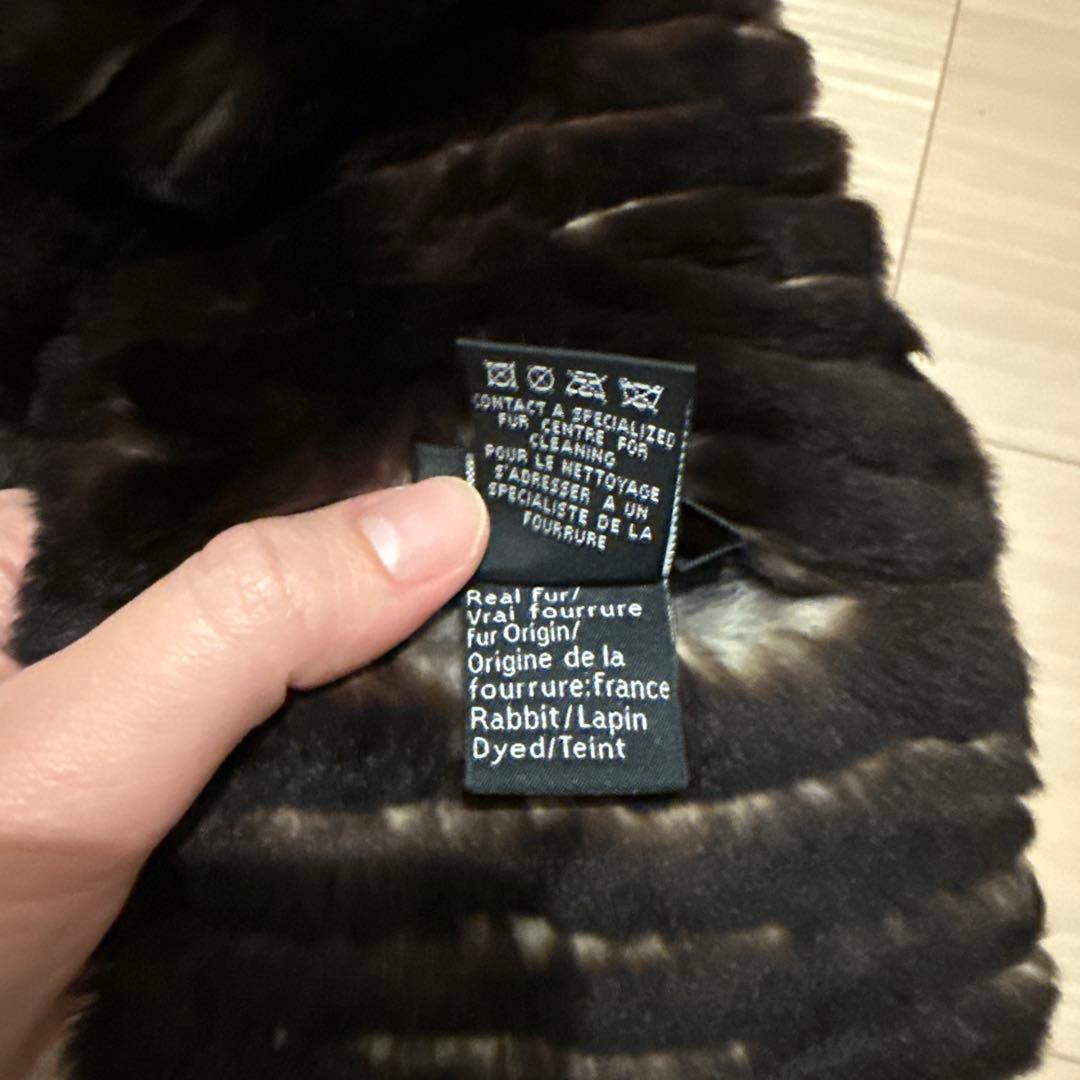 CONTACT A SPECIALIZED
FUR CENTRE FOR
CLEANING
POUR LE NETTOYAGE
S'ADRESSER A UN
SPECIALISTE DE LA
FOURRURE
Real Fur/
Vrai fourrure
Fur Origin/
Origine de la
fourrure:France
Rabbit/Lapin
Dyed/Teint